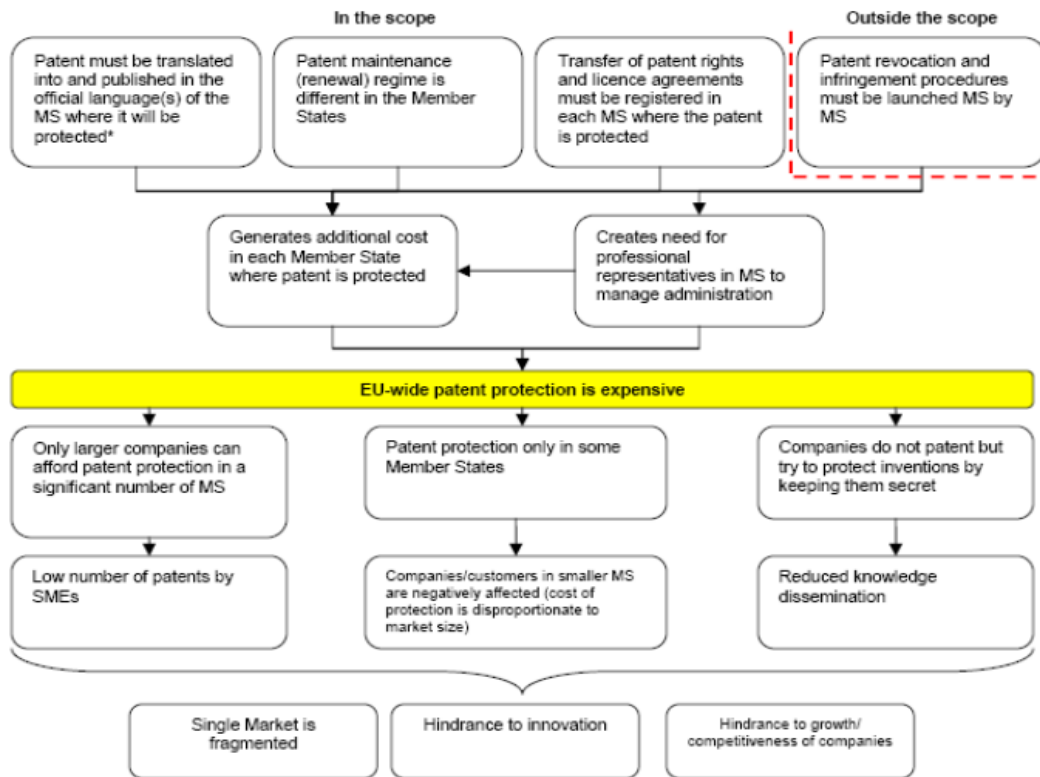 In the scope
Outside the scope
Patent must be translated
into and published in the
official language(s) of the
MS where it will be
protected*
Patent maintenance
(renewal) regime is
different in the Member
States
Transfer of patent rights
and licence agreements
must be registered in
each MS where the patent
is protected
Patent revocation and
infringement procedures
must be launched MS by
MS
Generates additional cost
in each Member State
where patent is protected
Creates need for
professional
representatives in MS to
manage administration
EU-wide patent protection is expensive
Only larger companies can
afford patent protection in a
significant number of MS
Patent protection only in some
Member States
Companies do not patent but
try to protect inventions by
keeping them secret
Low number of patents by
SMEs
Companies/customers in smaller MS
are negatively affected (cost of
protection is disproportionate to
market size)
Reduced knowledge
dissemination
Single Market is
fragmented
Hindrance to innovation
Hindrance to growth/
competitiveness of companies